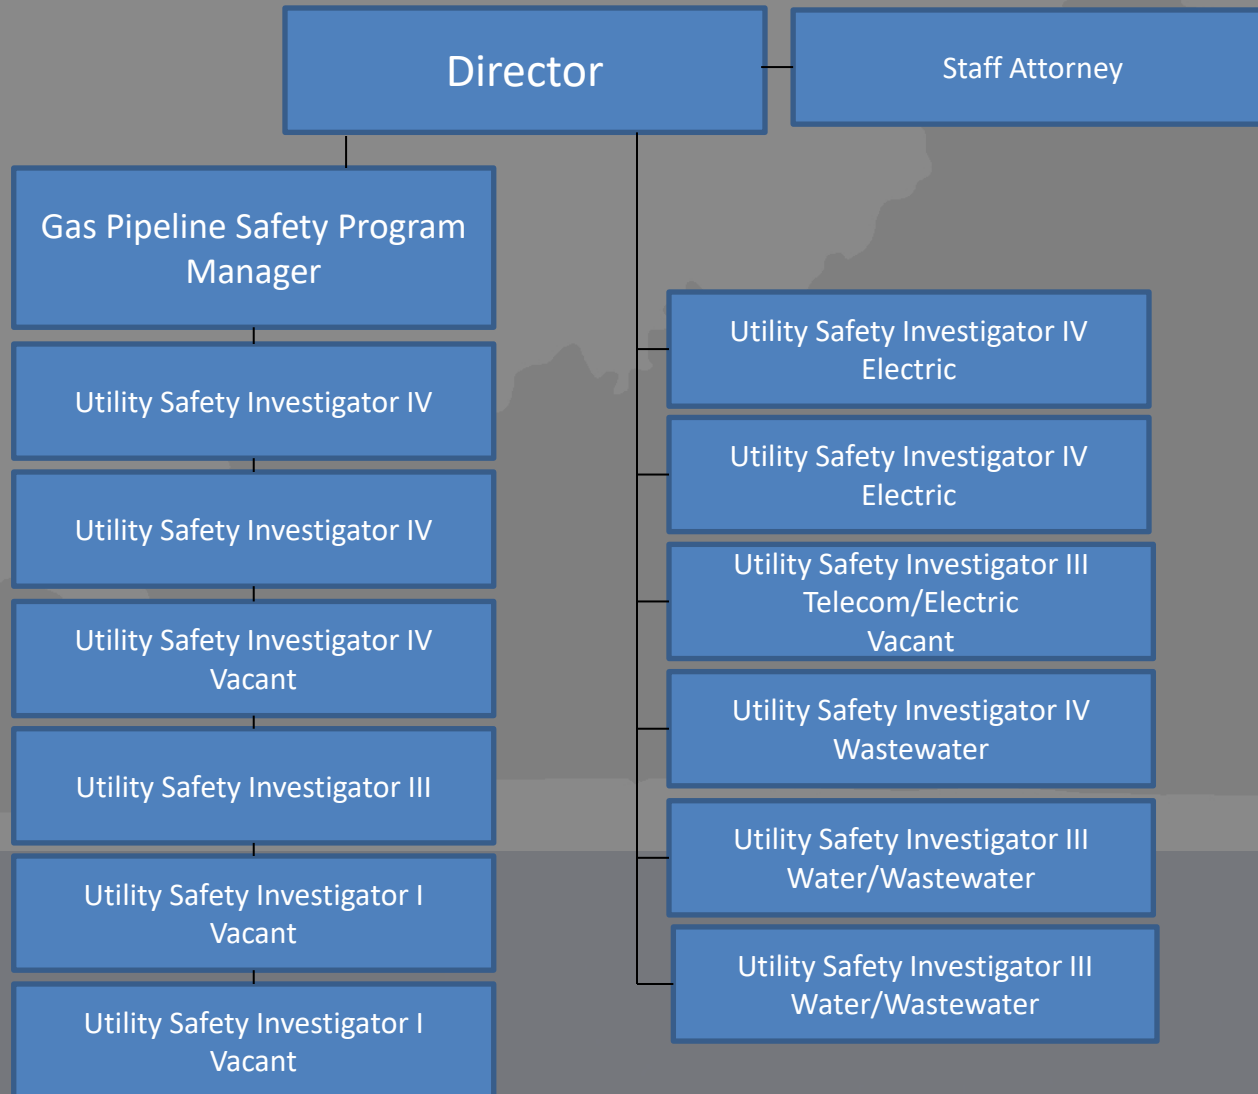 Director
Staff Attorney
Gas Pipeline Safety Program
Manager
Utility Safety Investigator IV
Utility Safety Investigator IV
Utility Safety Investigator IV
Vacant
Utility Safety Investigator III
Utility Safety Investigator I
Vacant
Utility Safety Investigator I
Vacant
Utility Safety Investigator IV
Electric
Utility Safety Investigator IV
Electric
Utility Safety Investigator III
Telecom/Electric
Vacant
Utility Safety Investigator IV
Wastewater
Utility Safety Investigator III
Water/Wastewater
Utility Safety Investigator III
Water/Wastewater